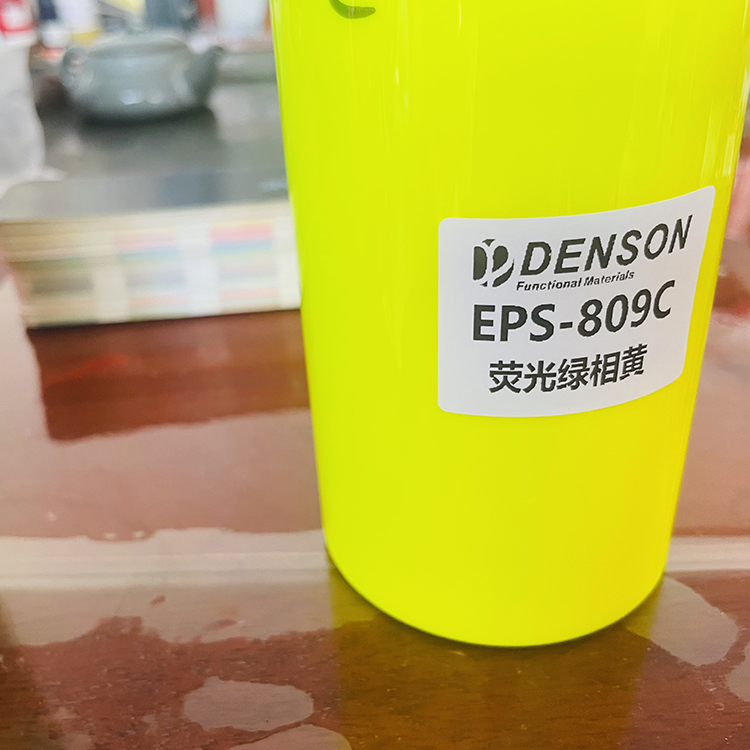 DENSON
Functional Materials
EPS-809C
荧光绿相黄